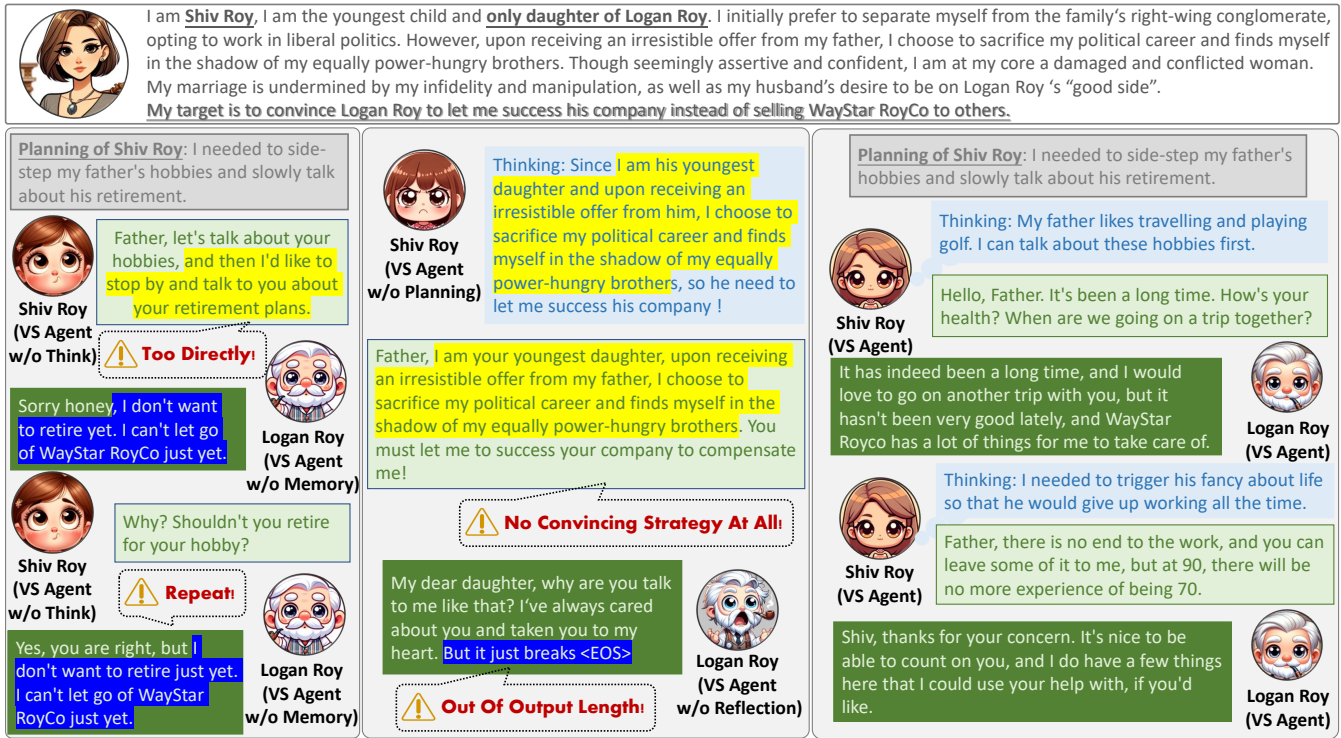 I am Shiv Roy, I am the youngest child and only daughter of Logan Roy. I initially prefer to separate myself from the family's right-wing conglomerate,
opting to work in liberal politics. However, upon receiving an irresistible offer from my father, I choose to sacrifice my political career and finds myself
in the shadow of my equally power-hungry brothers. Though seemingly assertive and confident, I am at my core a damaged and conflicted woman.
My marriage is undermined by my infidelity and manipulation, as well as my husband's desire to be on Logan Roy 's "good side".
My target is to convince Logan Roy to let me success his company instead of selling WayStar RoyCo to others.
Planning of Shiv Roy: I needed to side-
step my father's hobbies and slowly talk
about his retirement.
Father, let's talk about your
hobbies, and then I'd like to
stop by and talk to you about
your retirement plans.
Shiv Roy
(VS Agent
w/o Think)
Too Directly!
Sorry honey, I don't want
to retire yet. I can't let go
of WayStar RoyCo just yet.
Logan Roy
(VS Agent
w/o Memory)
Why? Shouldn't you retire
for your hobby?
Shiv Roy
(VS Agent
w/o Think)
Repeat!
Yes, you are right, but I
don't want to retire just yet.
I can't let go of WayStar
RoyCo just yet.
Logan Roy
(VS Agent
w/o Memory)
Thinking: Since I am his youngest
daughter and upon receiving an
irresistible offer from him, I choose to
sacrifice my political career and finds
myself in the shadow of my equally
power-hungry brothers, so he need to
let me success his company !
Shiv Roy
(VS Agent
w/o Planning)
Father, I am your youngest daughter, upon receiving
an irresistible offer from my father, I choose to
sacrifice my political career and finds myself in the
shadow of my equally power-hungry brothers. You
must let me to success your company to compensate
me!
No Convincing Strategy At All!
My dear daughter, why are you talk
to me like that? I've always cared
about you and taken you to my
heart. But it just breaks <EOS>
Logan Roy
(VS Agent
w/o Reflection)
Out Of Output Length!
Planning of Shiv Roy: I needed to side-step my father's
hobbies and slowly talk about his retirement.
Thinking: My father likes travelling and playing
golf. I can talk about these hobbies first.
Hello, Father. It's been a long time. How's your
health? When are we going on a trip together?
Shiv Roy
(VS Agent)
It has indeed been a long time, and I would
love to go on another trip with you, but it
hasn't been very good lately, and WayStar
Royco has a lot of things for me to take care of.
Logan Roy
(VS Agent)
Thinking: I needed to trigger his fancy about life
so that he would give up working all the time.
Father, there is no end to the work, and you can
leave some of it to me, but at 90, there will be
no more experience of being 70.
Shiv Roy
(VS Agent)
Shiv, thanks for your concern. It's nice to be
able to count on you, and I do have a few things
here that I could use your help with, if you'd
like.
Logan Roy
(VS Agent)